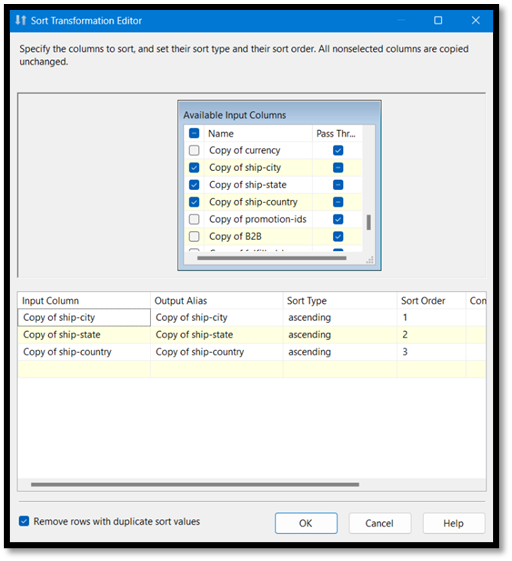 Sort Transformation Editor
Specify the columns to sort, and set their sort type and their sort order. All nonselected columns are copied
unchanged.
Available Input Columns
Name Pass Thr...
Copy of currency
Copy of ship-city
Copy of ship-state
Copy of ship-country
Copy of promotion-ids
Copy of B2B
Input Column Output Alias Sort Type Sort Order Con
Copy of ship-city Copy of ship-city ascending 1
Copy of ship-state Copy of ship-state ascending 2
Copy of ship-country Copy of ship-country ascending 3
Remove rows with duplicate sort values OK Cancel Help